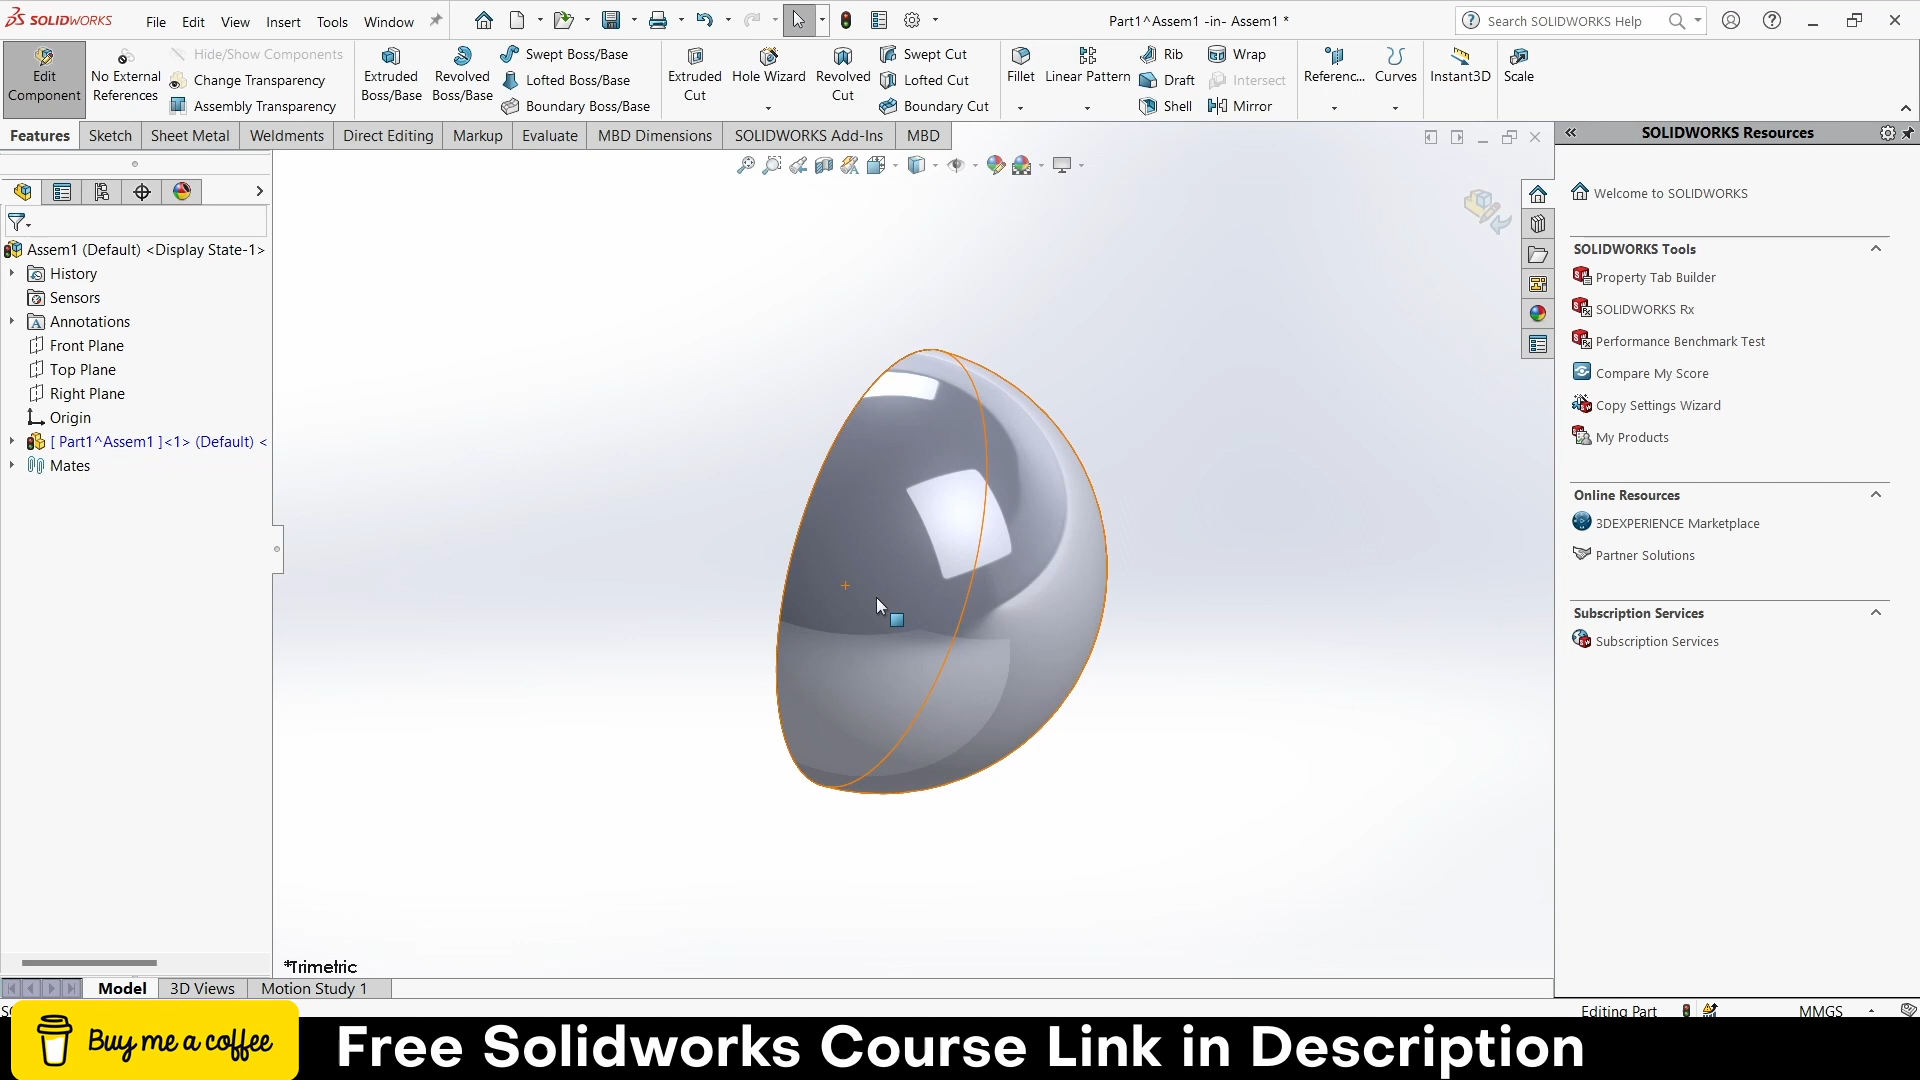 SOLIDWORKS File Edit View Insert Tools Window Part1^Assem1 -in- Assem1 * Search SOLIDWORKS Help
Edit Component
No External References
Hide/Show Components
Change Transparency
Assembly Transparency
Extruded Boss/Base
Revolved Boss/Base
Swept Boss/Base
Lofted Boss/Base
Boundary Boss/Base
Extruded Cut
Hole Wizard
Revolved Cut
Swept Cut
Lofted Cut
Boundary Cut
Fillet
Linear Pattern
Rib
Draft
Shell
Wrap
Intersect
Mirror
Referenc...
Curves
Instant3D
Scale
Features Sketch Sheet Metal Weldments Direct Editing Markup Evaluate MBD Dimensions SOLIDWORKS Add-Ins MBD
Assem1 (Default) <Display State-1>
History
Sensors
Annotations
Front Plane
Top Plane
Right Plane
Origin
[ Part1^Assem1 ]<1> (Default) <
Mates
*Trimetric
Model 3D Views Motion Study 1
SOLIDWORKS Resources
Welcome to SOLIDWORKS
SOLIDWORKS Tools
Property Tab Builder
SOLIDWORKS Rx
Performance Benchmark Test
Compare My Score
Copy Settings Wizard
My Products
Online Resources
3DEXPERIENCE Marketplace
Partner Solutions
Subscription Services
Subscription Services
Editing Part MMGS
Buy me a coffee
Free Solidworks Course Link in Description